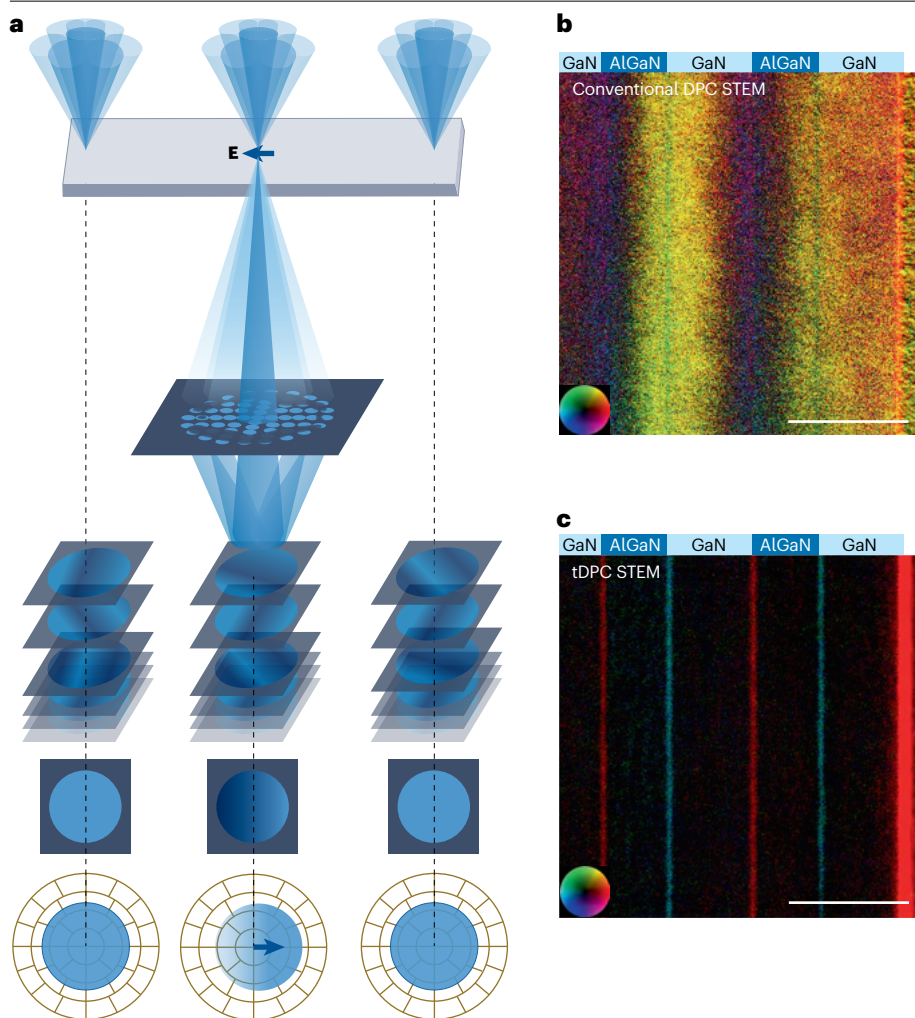 a
E
b
GaN AlGaN GaN AlGaN GaN
Conventional DPC STEM
c
GaN AlGaN GaN AlGaN GaN
tDPC STEM